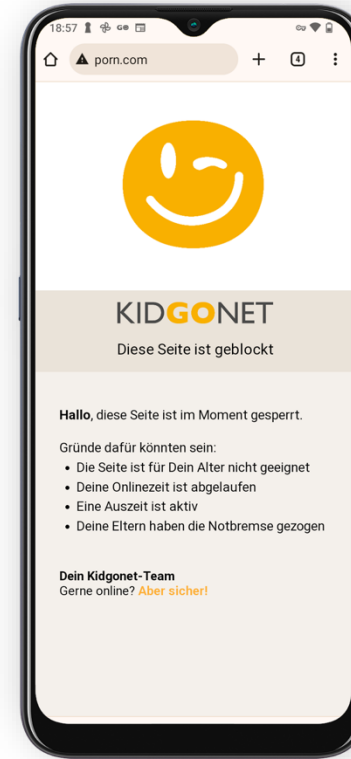 18:57 GO
porn.com 4
KIDGONET
Diese Seite ist geblockt
Hallo, diese Seite ist im Moment gesperrt.
Gründe dafür könnten sein:
• Die Seite ist für Dein Alter nicht geeignet
• Deine Onlinezeit ist abgelaufen
• Eine Auszeit ist aktiv
• Deine Eltern haben die Notbremse gezogen
Dein Kidgonet-Team
Gerne online? Aber sicher!